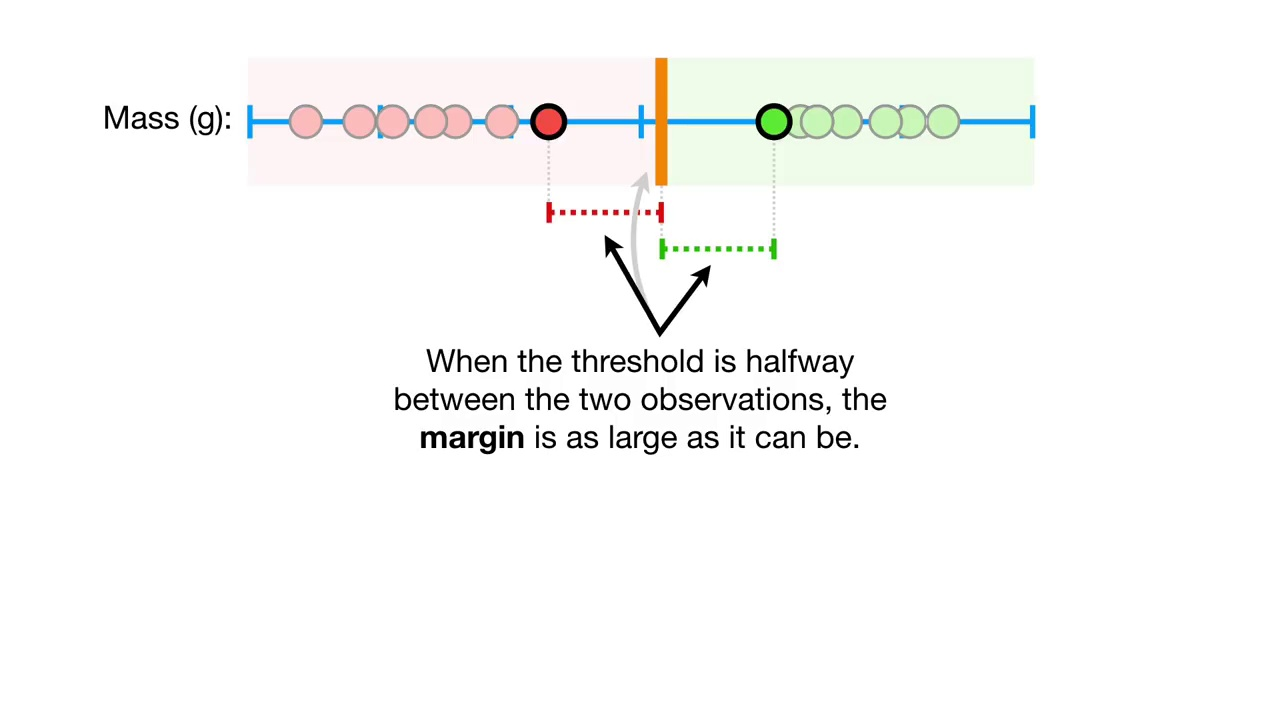 Mass (g):
When the threshold is halfway
between the two observations, the
margin is as large as it can be.